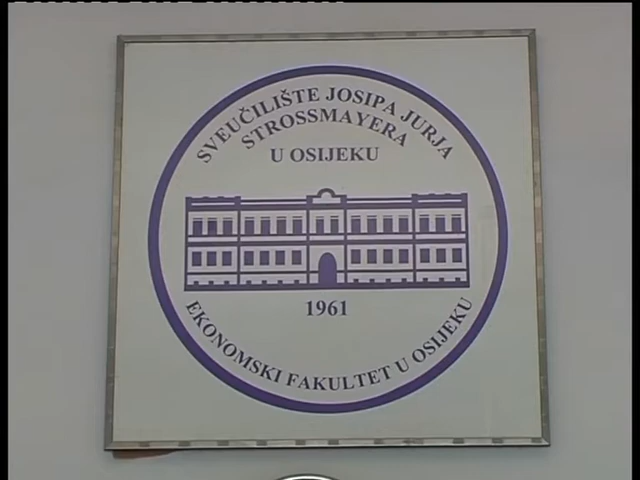 SVEUČILIŠTE JOSIPA JURJA
STROSSMAYERA
U OSIJEKU
1961
EKONOMSKI FAKULTET U OSIJEKU